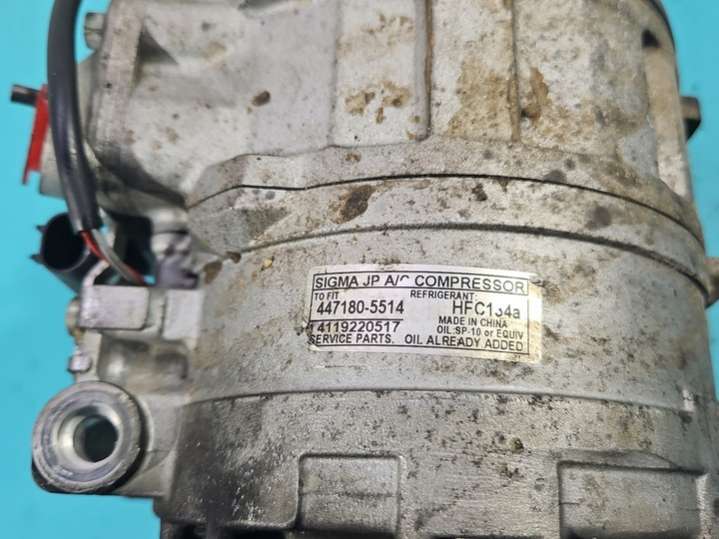 SIGMA JP A/C COMPRESSOR
TO FIT REFRIGERANT:
447180-5514 HFC134a
MADE IN CHINA
T4119220517 OIL:SP-10 or EQUIV
SERVICE PARTS. OIL ALREADY ADDED